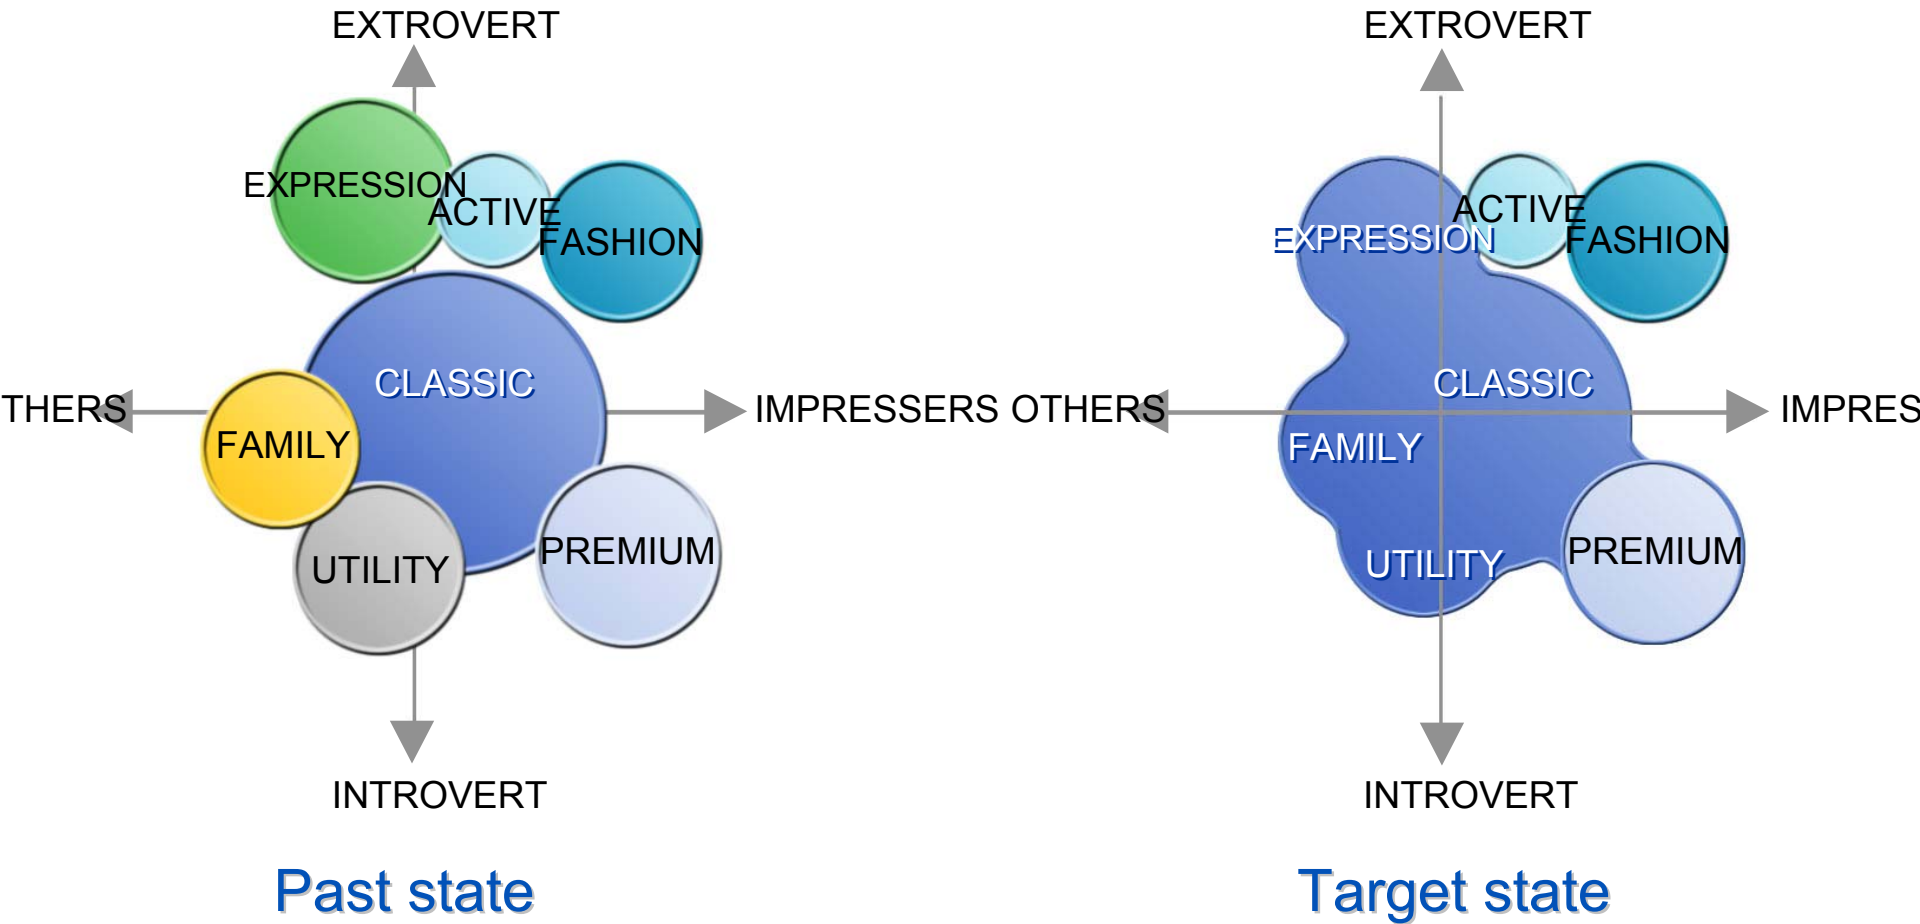 EXTROVERT
EXPRESSION
ACTIVE
FASHION
CLASSIC
THERS
IMPRESSERS
FAMILY
UTILITY
PREMIUM
INTROVERT
Past state
EXTROVERT
ACTIVE
EXPRESSION
FASHION
CLASSIC
OTHERS
IMPRES
FAMILY
UTILITY
PREMIUM
INTROVERT
Target state